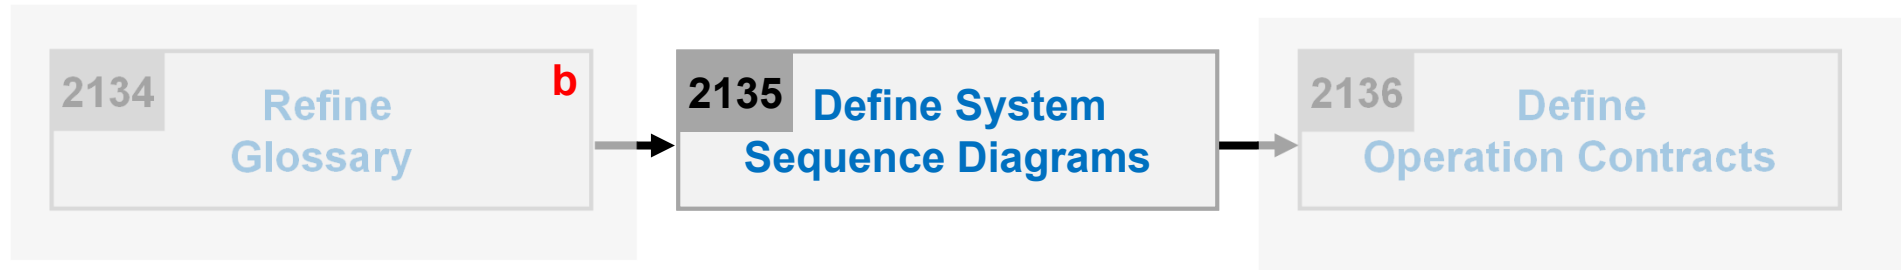 2134
b
Refine
Glossary
2135
Define System
Sequence Diagrams
2136
Define
Operation Contracts